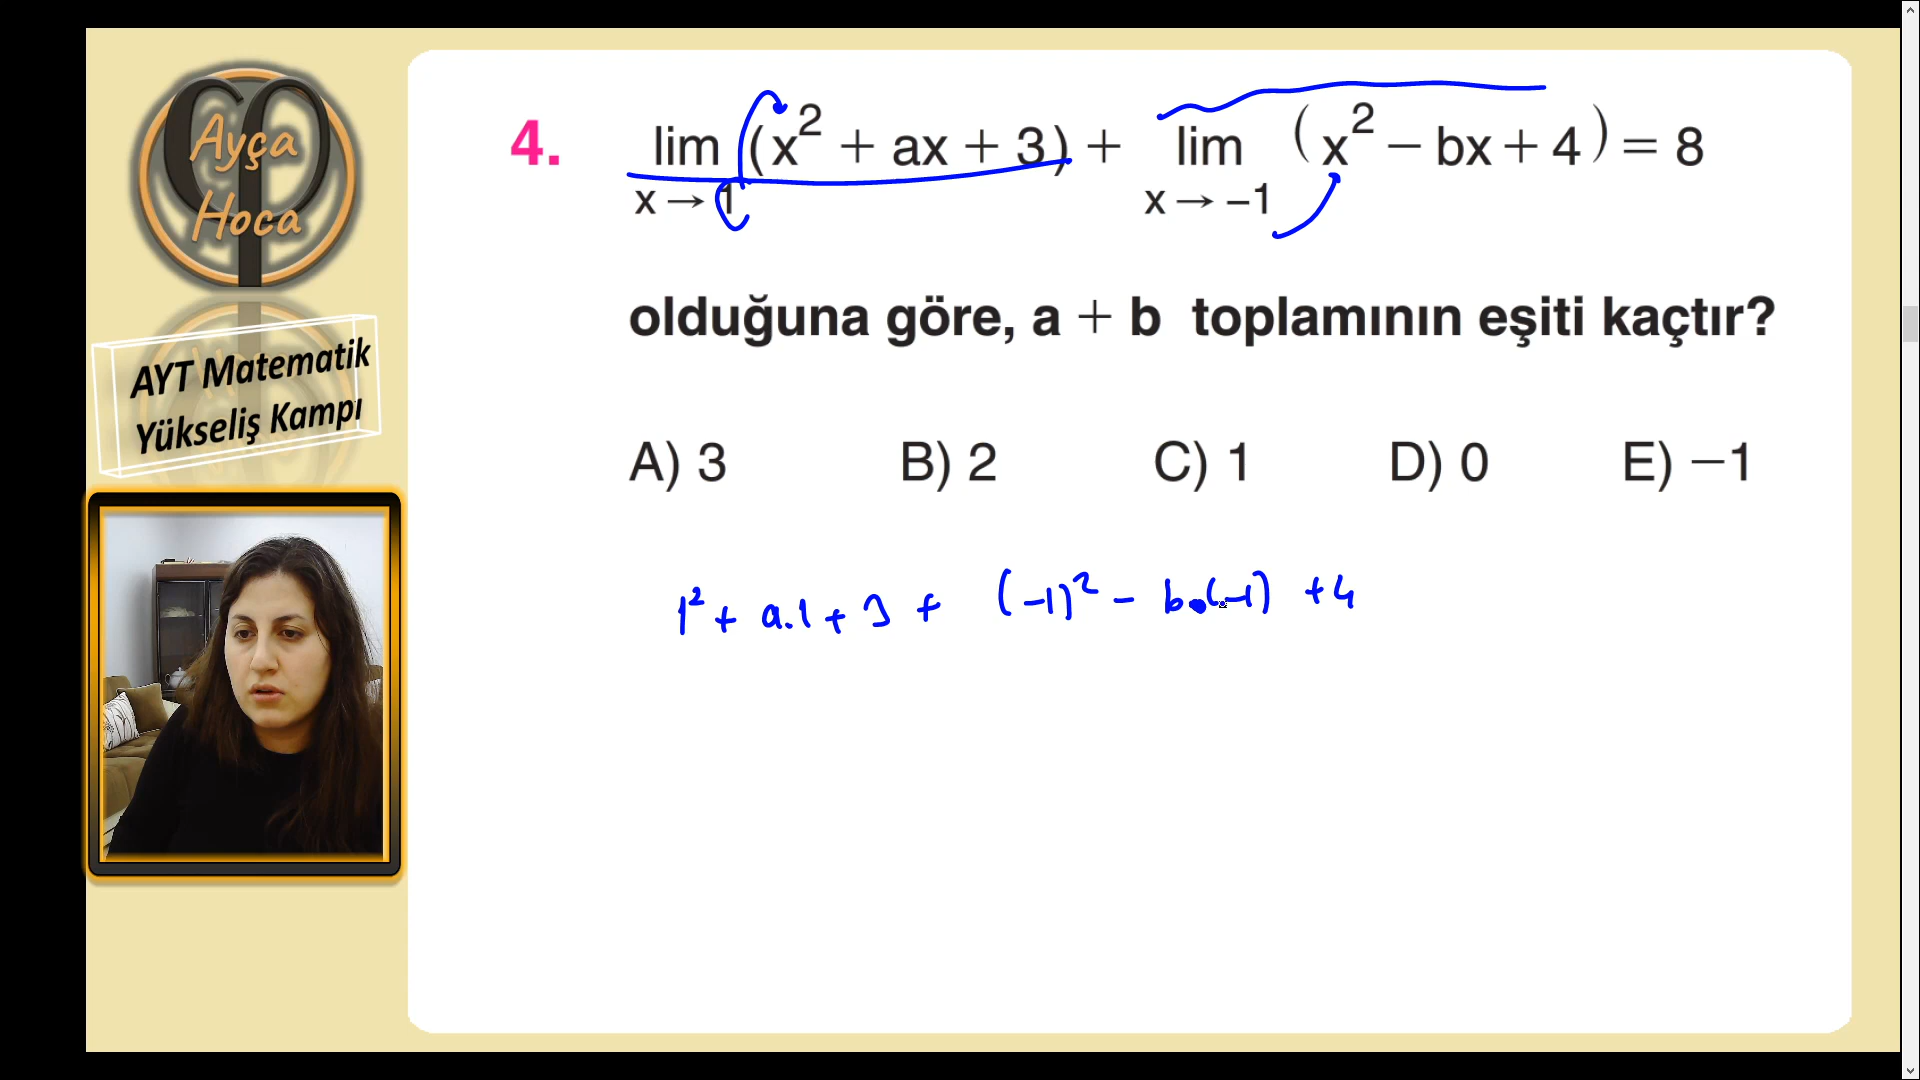 Ayça
Hoca
AYT Matematik
Yükseliş Kampı
4. lim (x² + ax + 3) + lim (x² − bx + 4) = 8
x → 1 x → −1
olduğuna göre, a + b toplamının eşiti kaçtır?
A) 3 B) 2 C) 1 D) 0 E) −1
1² + a.1 + 3 + (-1)² - b.(-1) + 4